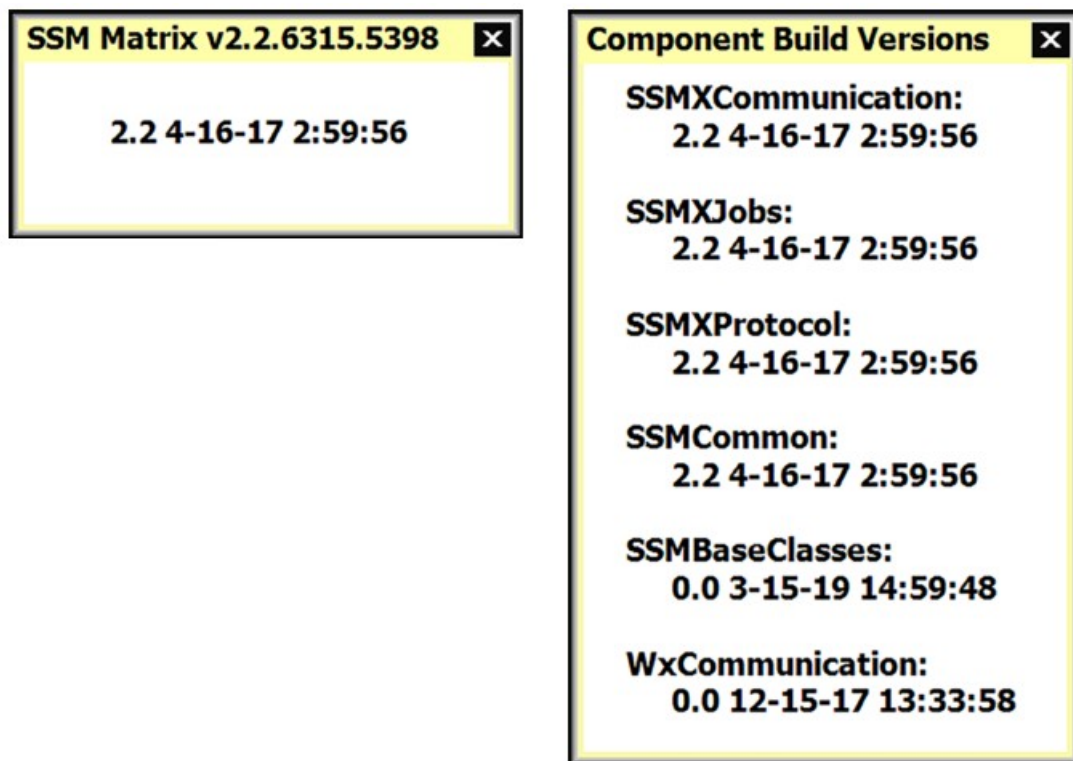 SSM Matrix v2.2.6315.5398
2.2 4-16-17 2:59:56
Component Build Versions
SSMXCommunication:
2.2 4-16-17 2:59:56
SSMXJobs:
2.2 4-16-17 2:59:56
SSMXProtocol:
2.2 4-16-17 2:59:56
SSMCommon:
2.2 4-16-17 2:59:56
SSMBaseClasses:
0.0 3-15-19 14:59:48
WxCommunication:
0.0 12-15-17 13:33:58